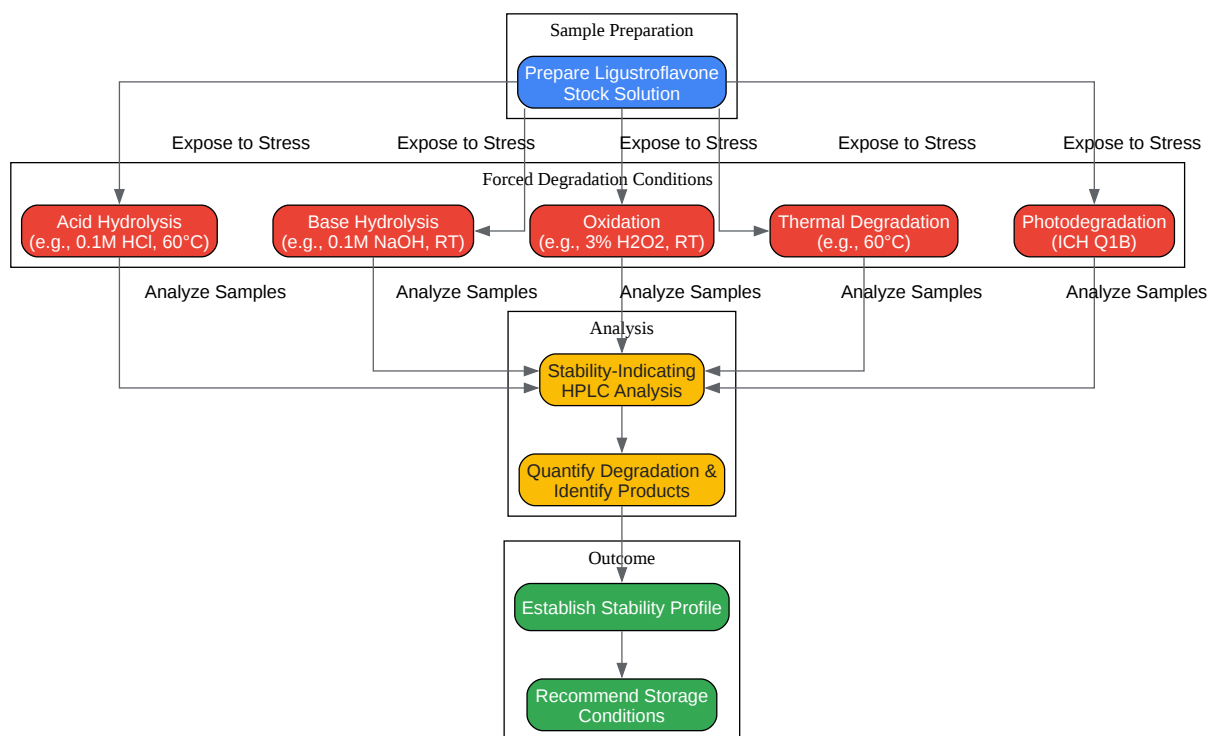 Sample Preparation
Prepare Ligustroflavone
Stock Solution
Expose to Stress
Expose to Stress
Expose to Stress
Expose to Stress
Expose to Stress
Forced Degradation Conditions
Acid Hydrolysis
(e.g., 0.1M HCl, 60°C)
Base Hydrolysis
(e.g., 0.1M NaOH, RT)
Oxidation
(e.g., 3% H2O2, RT)
Thermal Degradation
(e.g., 60°C)
Photodegradation
(ICH Q1B)
Analyze Samples
Analyze Samples
Analyze Samples
Analyze Samples
Analyze Samples
Analysis
Stability-Indicating
HPLC Analysis
Quantify Degradation &
Identify Products
Outcome
Establish Stability Profile
Recommend Storage
Conditions